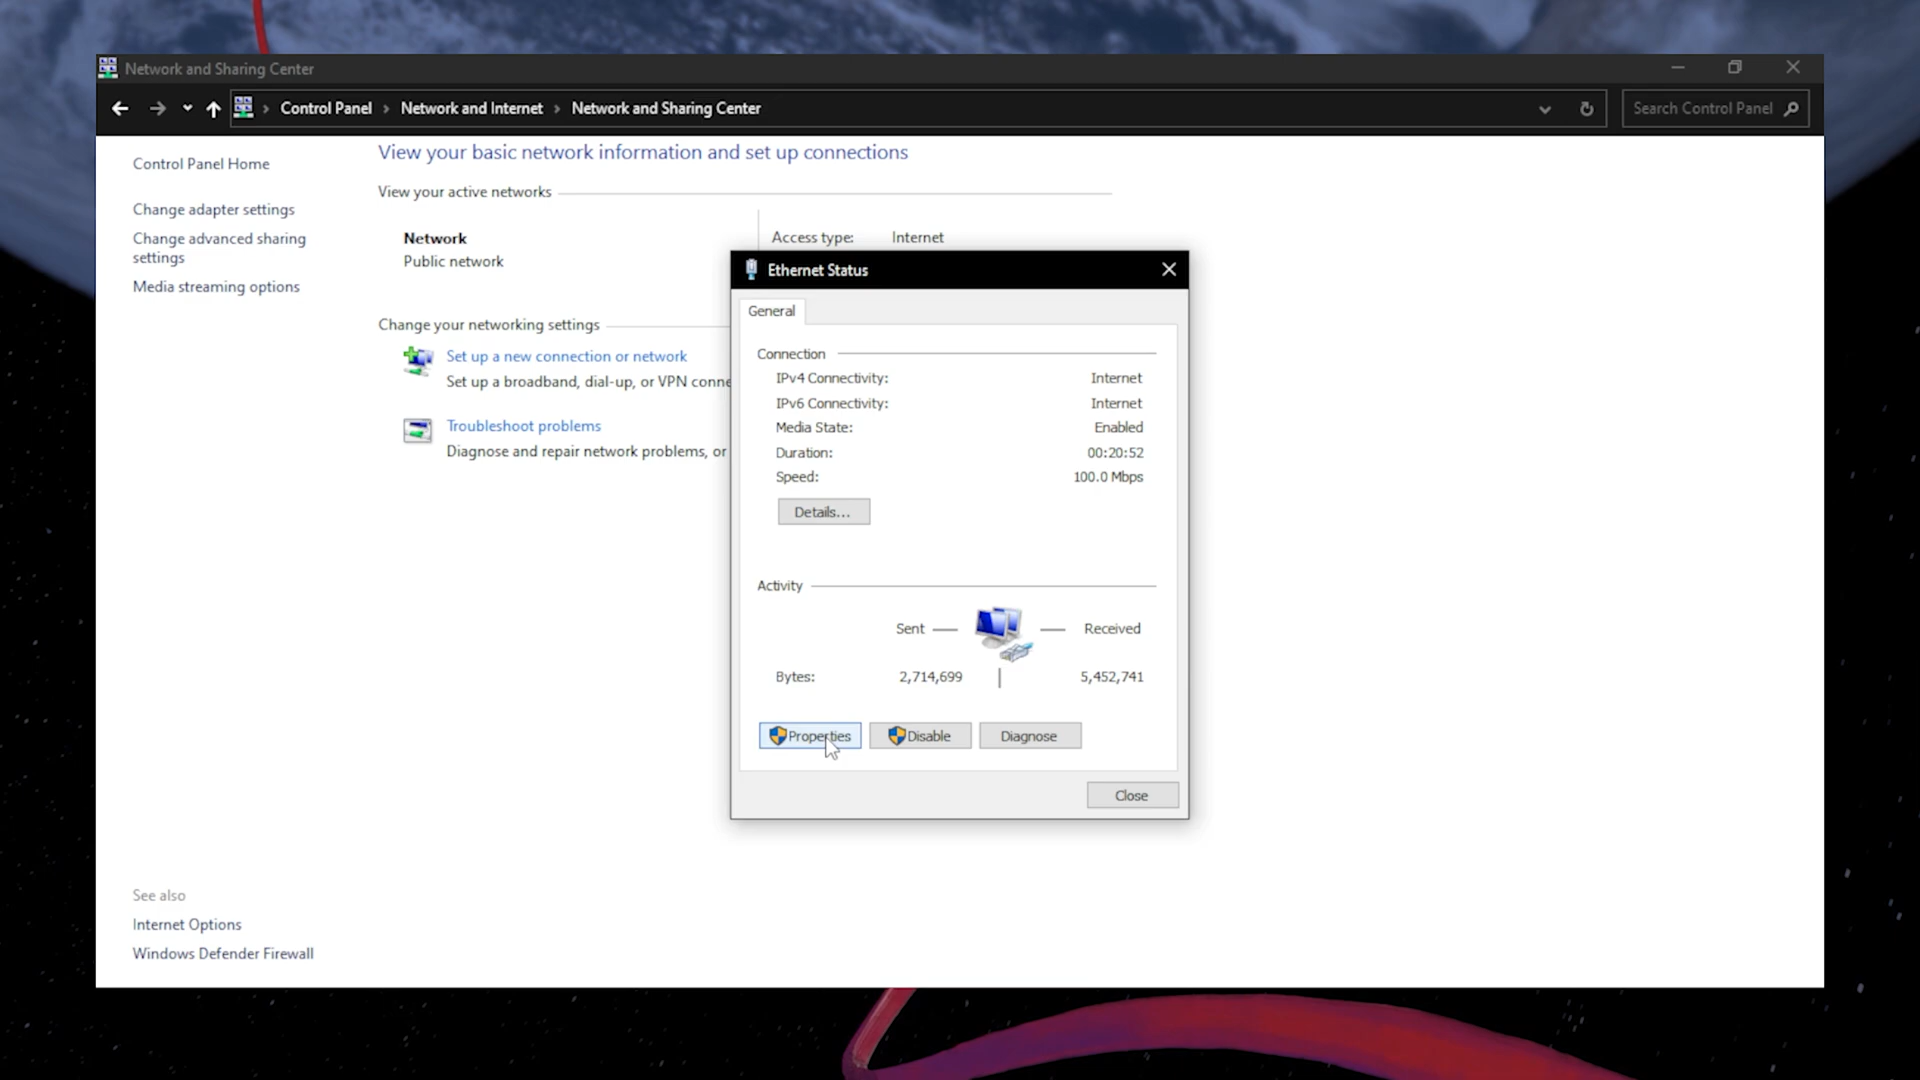 Network and Sharing Center
Control Panel > Network and Internet > Network and Sharing Center
Search Control Panel
Control Panel Home
Change adapter settings
Change advanced sharing
settings
Media streaming options
See also
Internet Options
Windows Defender Firewall
View your basic network information and set up connections
View your active networks
Network
Public network
Access type: Internet
Change your networking settings
Set up a new connection or network
Set up a broadband, dial-up, or VPN conne
Troubleshoot problems
Diagnose and repair network problems, or
Ethernet Status
General
Connection
IPv4 Connectivity: Internet
IPv6 Connectivity: Internet
Media State: Enabled
Duration: 00:20:52
Speed: 100.0 Mbps
Details...
Activity
Sent — Received
Bytes: 2,714,699 | 5,452,741
Properties Disable Diagnose
Close